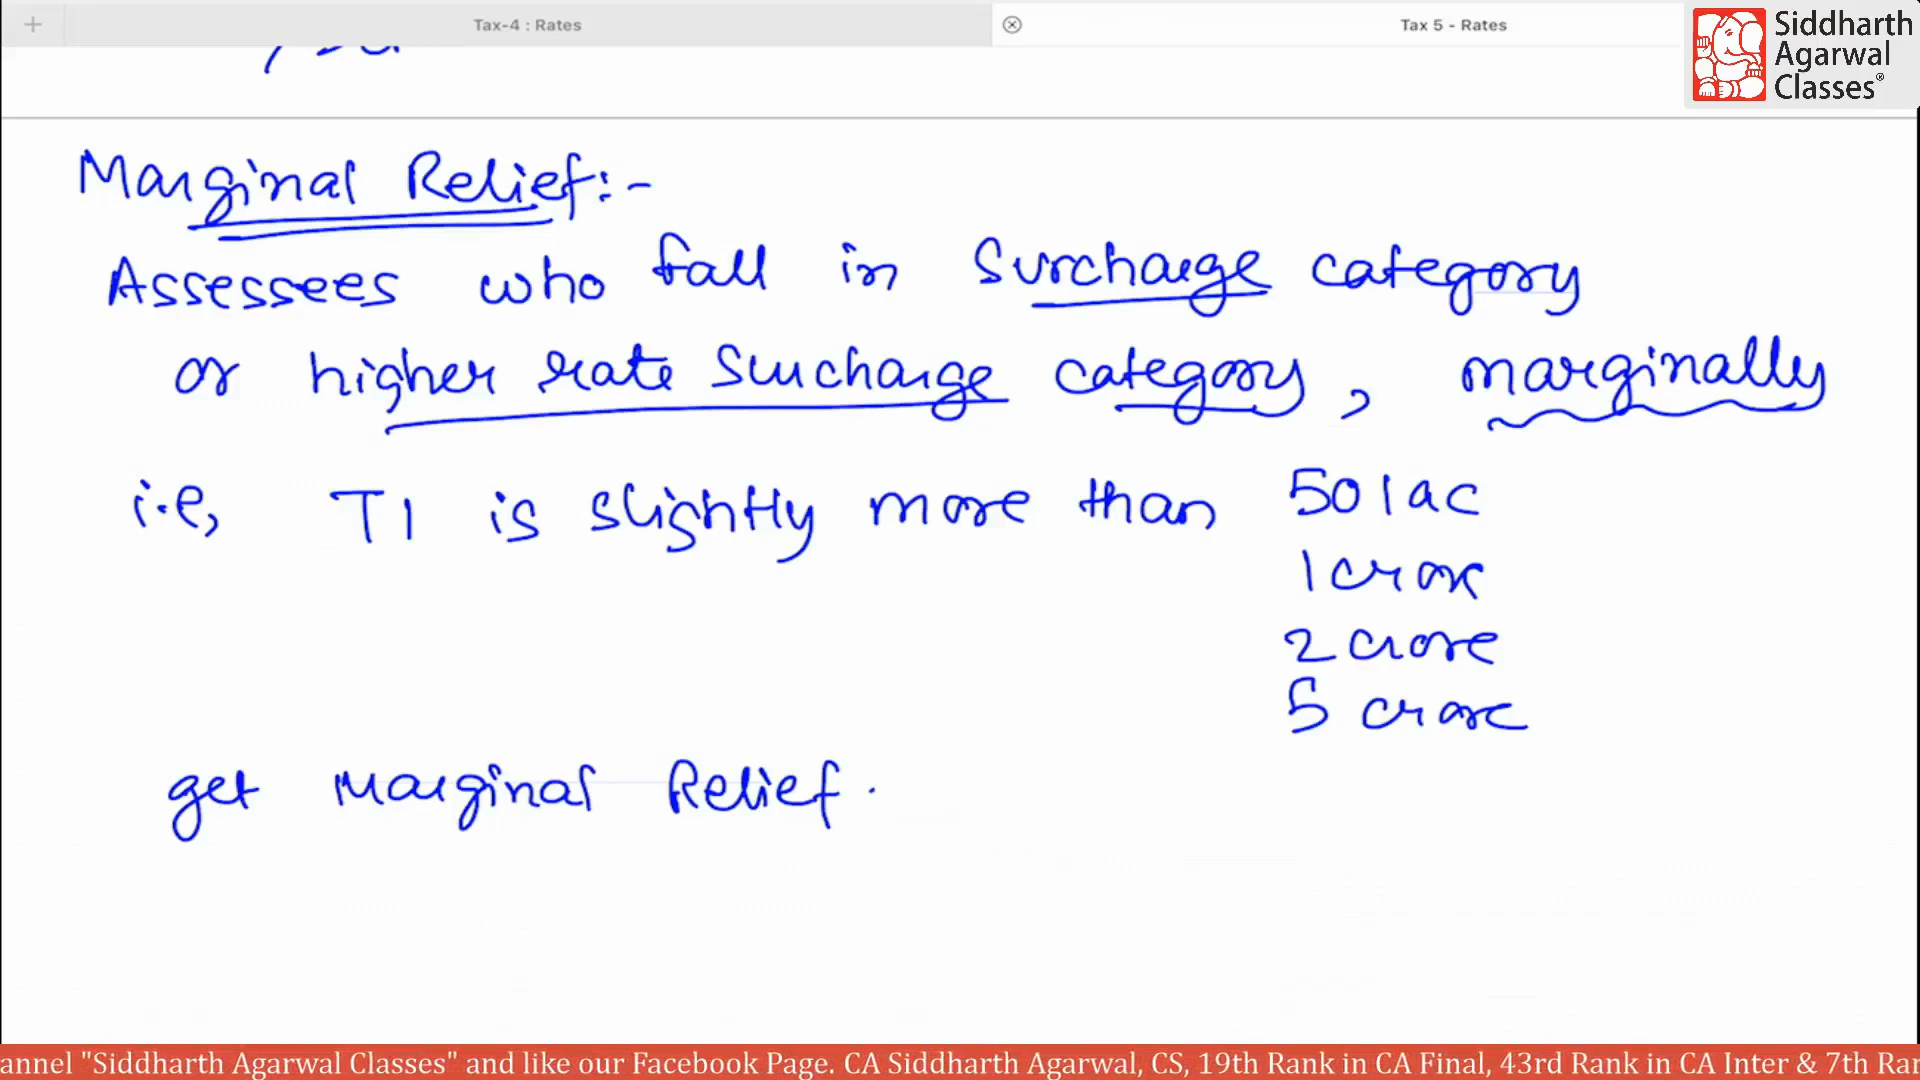 Tax-4 : Rates
Tax 5 - Rates
Siddharth
Agarwal
Classes®
Marginal Relief:-
Assessees who fall in Surcharge category
or higher rate Surcharge category, marginally
i.e, TI is slightly more than 50 lac
1 crore
2 crore
5 crore
get Marginal Relief.
annel "Siddharth Agarwal Classes" and like our Facebook Page. CA Siddharth Agarwal, CS, 19th Rank in CA Final, 43rd Rank in CA Inter & 7th Ran